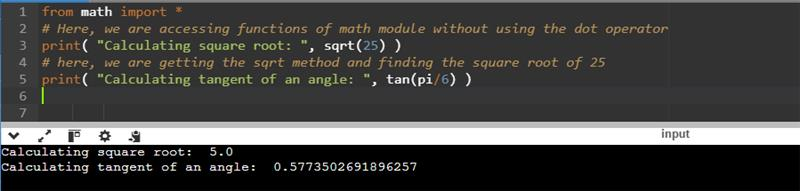 1 from math import *
2 # Here, we are accessing functions of math module without using the dot operator
3 print( "Calculating square root: ", sqrt(25) )
4 # here, we are getting the sqrt method and finding the square root of 25
5 print( "Calculating tangent of an angle: ", tan(pi/6) )
6
7
input
Calculating square root:  5.0
Calculating tangent of an angle:  0.5773502691896257